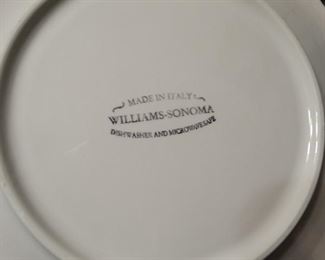 MADE IN ITALY
WILLIAMS-SONOMA
DISHWASHER AND MICROWAVE SAFE